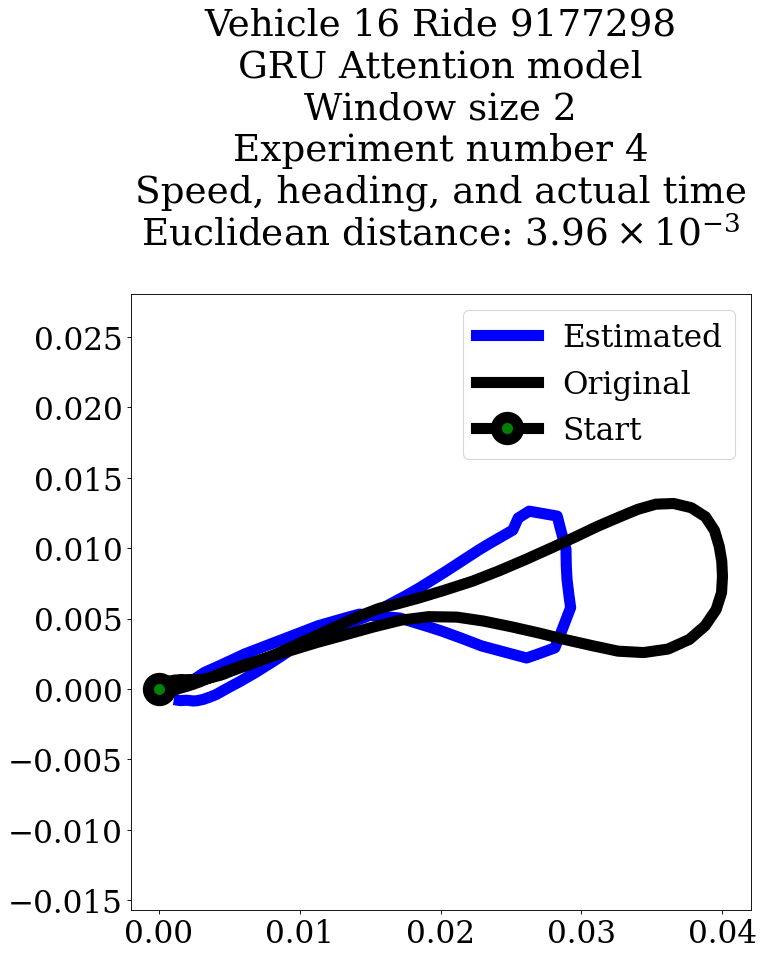 Vehicle 16 Ride 9177298
GRU Attention model
Window size 2
Experiment number 4
Speed, heading, and actual time
Euclidean distance: 3.96 × 10⁻³
Estimated
Original
Start
0.025
0.020
0.015
0.010
0.005
0.000
−0.005
−0.010
−0.015
0.00 0.01 0.02 0.03 0.04